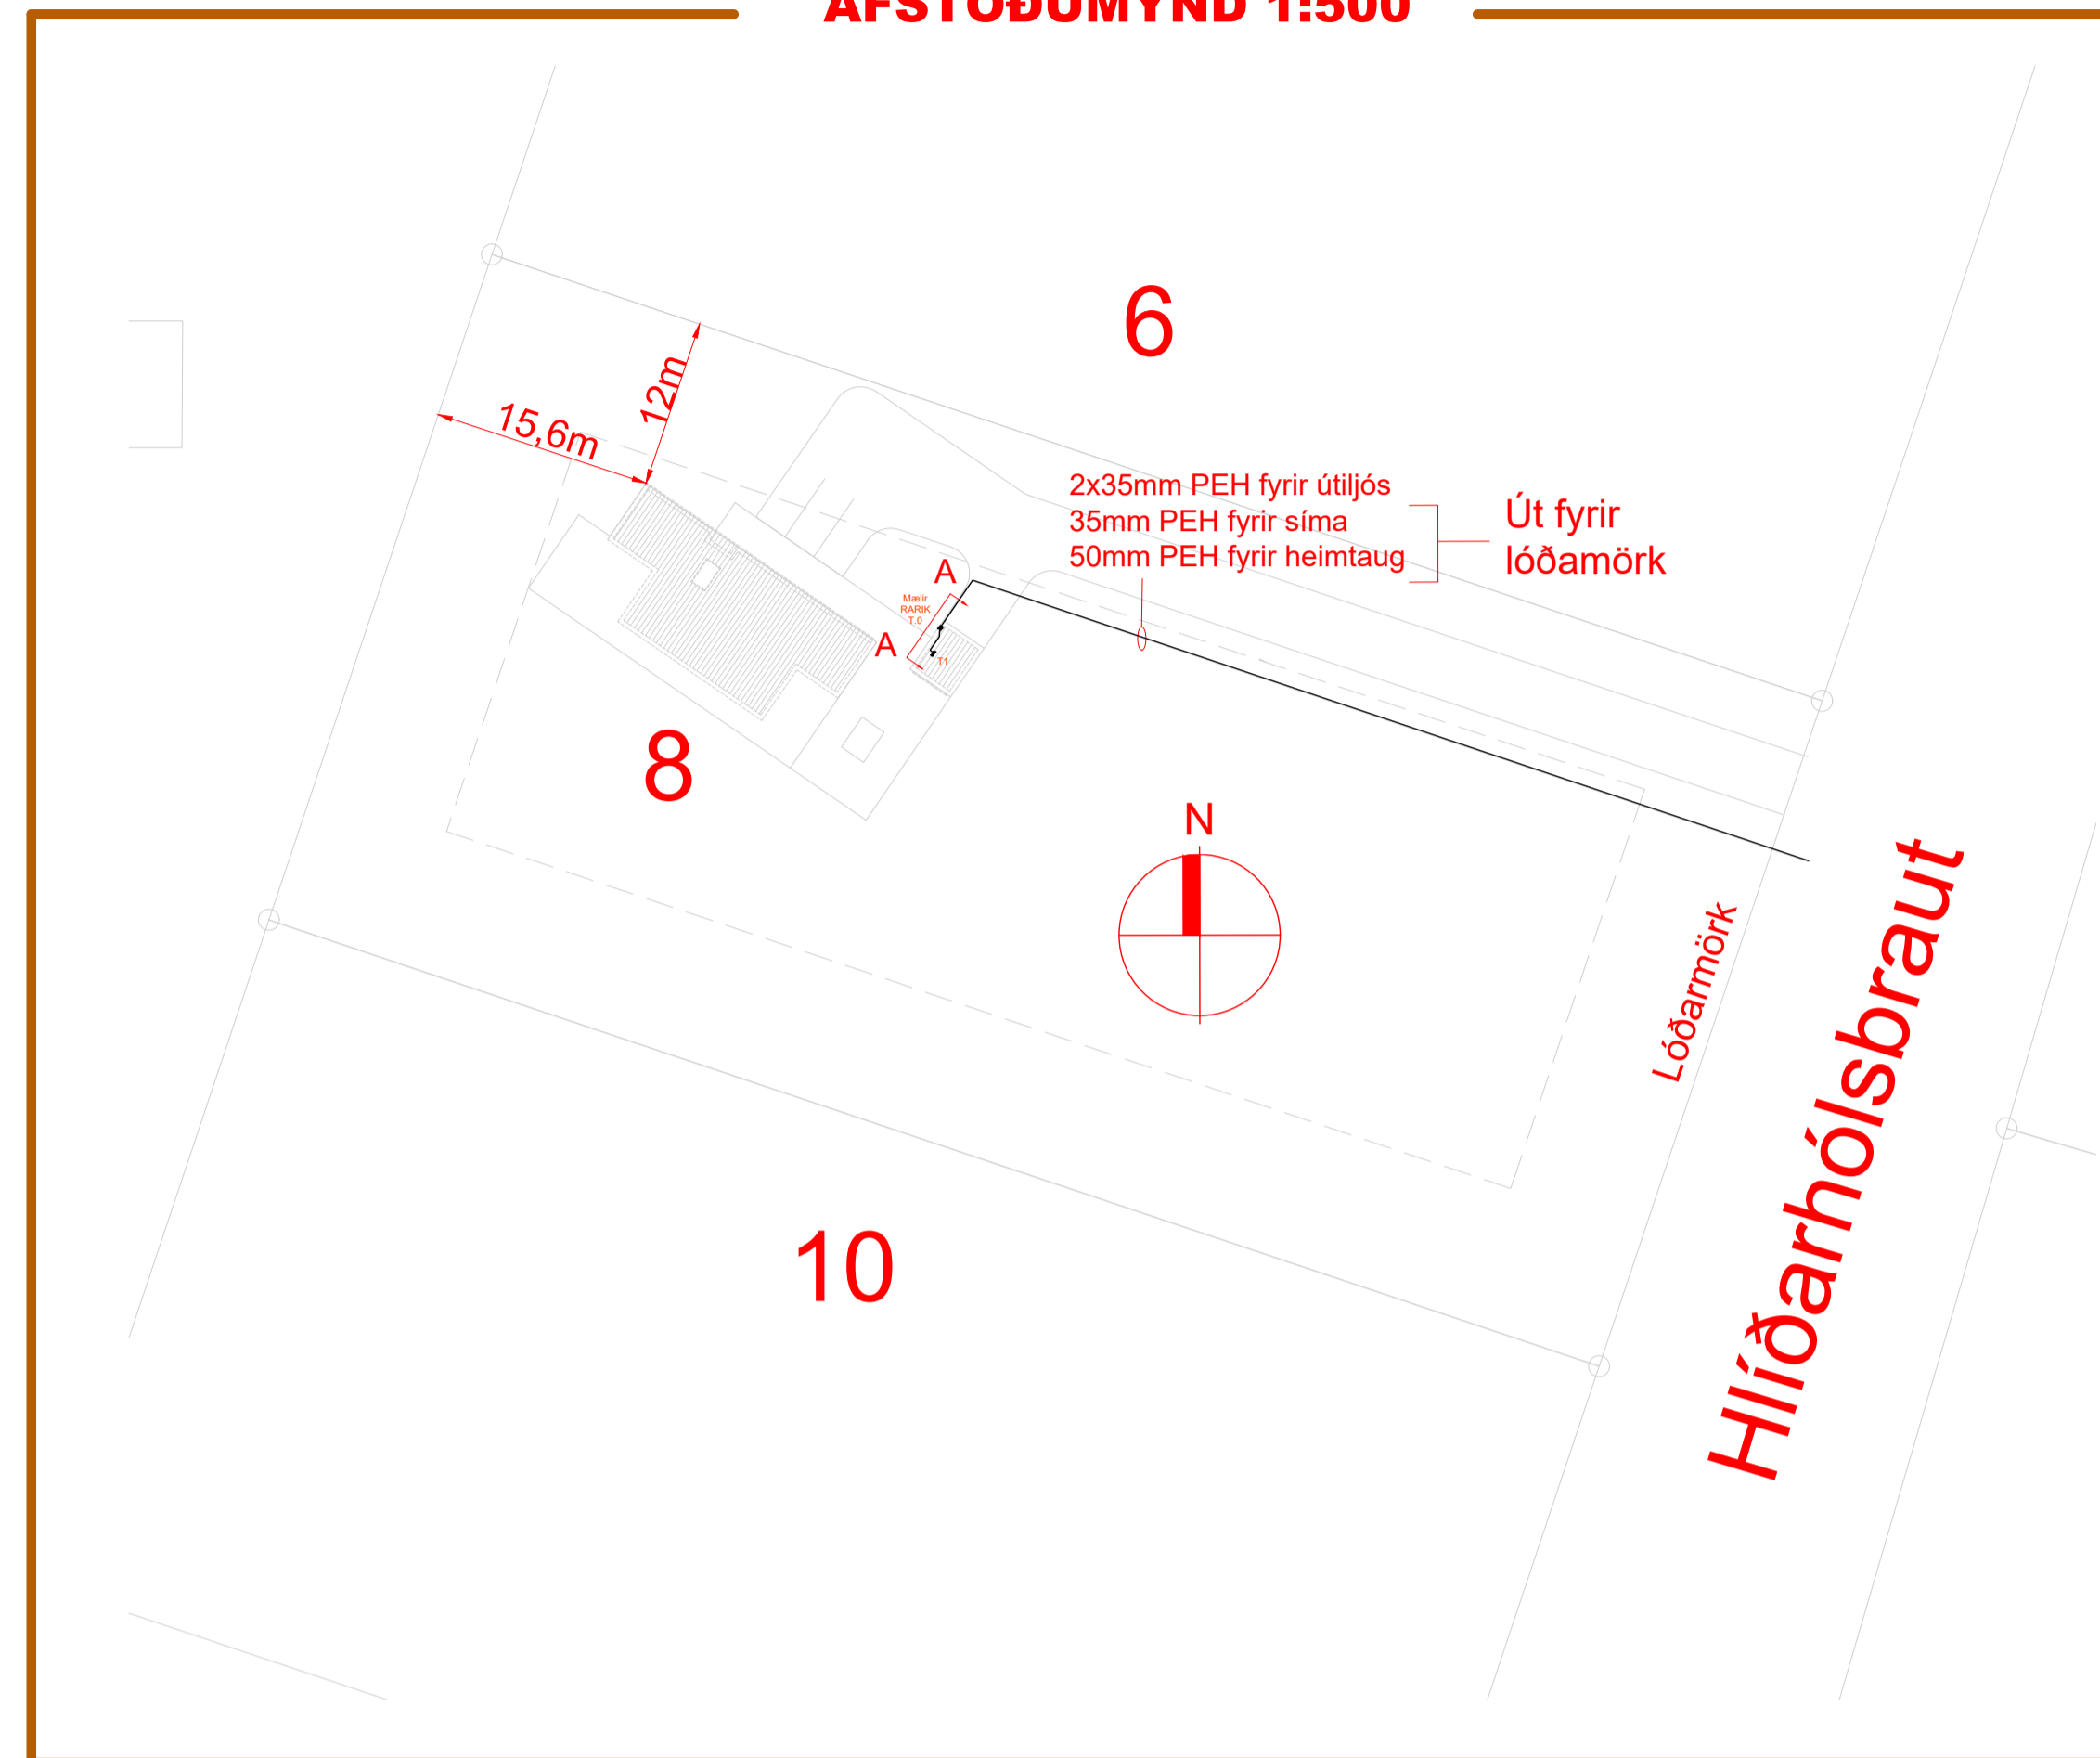 AFSTÖÐUMYND 1:500
6
12m
15,6m
2x35mm PEH fyrir útiljós
35mm PEH fyrir síma
50mm PEH fyrir heimtaug
Út fyrir
lóðamörk
A
Mælir
RARIK
T.0
A
T1
8
N
Lóðarmörk
Hlíðarhólsbraut
10